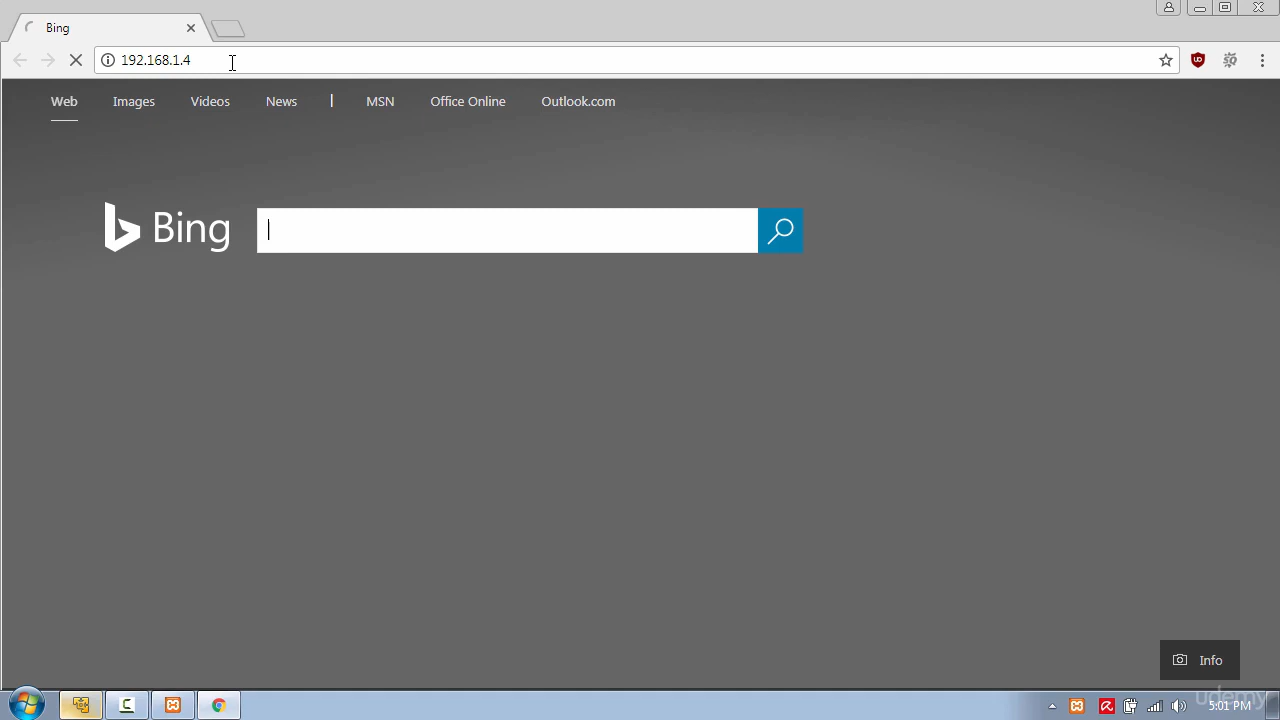 Bing
192.168.1.4
Web Images Videos News | MSN Office Online Outlook.com
Bing
Info
udemy
5:01 PM